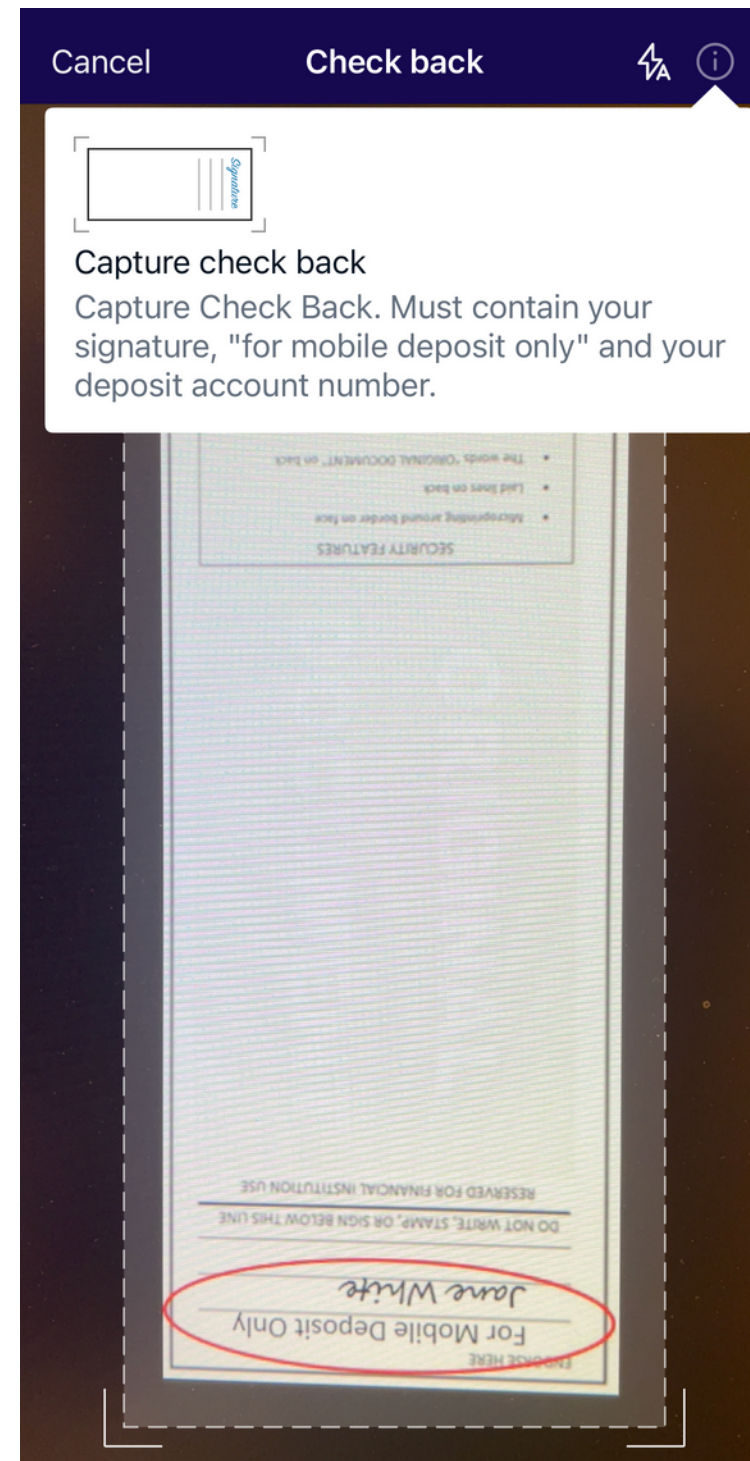 Cancel
Check back
A
Signature
Capture check back
Capture Check Back. Must contain your
signature, "for mobile deposit only" and your
deposit account number.
ENDORSE HERE
For Mobile Deposit Only
Jane White
DO NOT WRITE, STAMP, OR SIGN BELOW THIS LINE
RESERVED FOR FINANCIAL INSTITUTION USE
SECURITY FEATURES
• Microprinting around border on face
• Laid lines on back
• The words "ORIGINAL DOCUMENT" on back